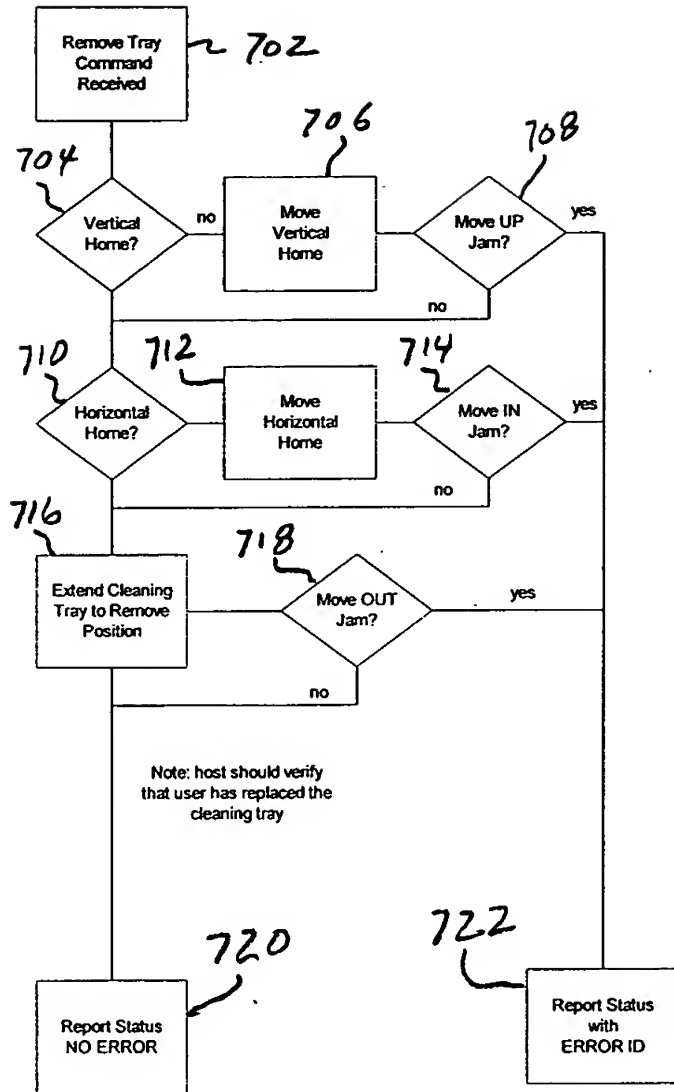 Remove Tray
Command
Received
702
704
706
708
Vertical
Home?
no
Move
Vertical
Home
Move UP
Jam?
yes
no
710
712
714
Horizontal
Home?
Move
Horizontal
Home
Move IN
Jam?
yes
no
716
718
Extend Cleaning
Tray to Remove
Position
Move OUT
Jam?
yes
no
Note: host should verify
that user has replaced the
cleaning tray
720
722
Report Status
NO ERROR
Report Status
with
ERROR ID